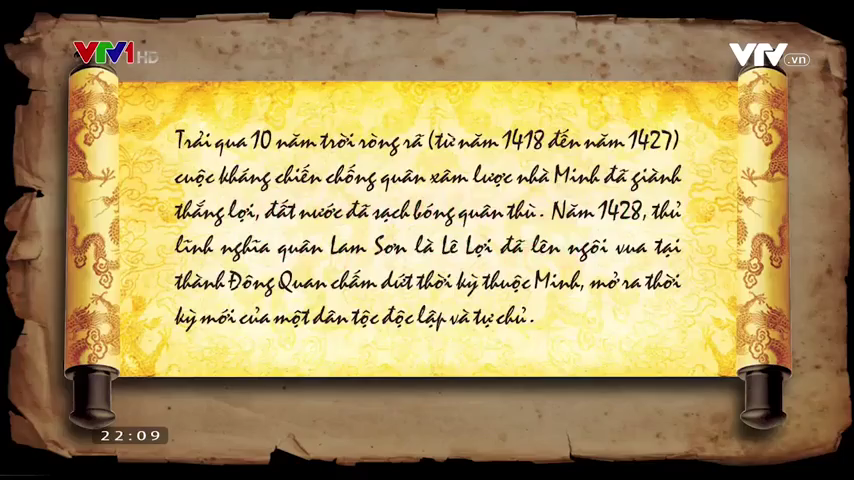 VTV1 HD
VTV.vn
Trải qua 10 năm trời ròng rã (từ năm 1418 đến năm 1427)
cuộc kháng chiến chống quân xâm lược nhà Minh đã giành
thắng lợi, đất nước đã sạch bóng quân thù. Năm 1428, thủ
lĩnh nghĩa quân Lam Sơn là Lê Lợi đã lên ngôi vua tại
thành Đông Quan chấm dứt thời kỳ thuộc Minh, mở ra thời
kỳ mới của một dân tộc độc lập và tự chủ.
22:09